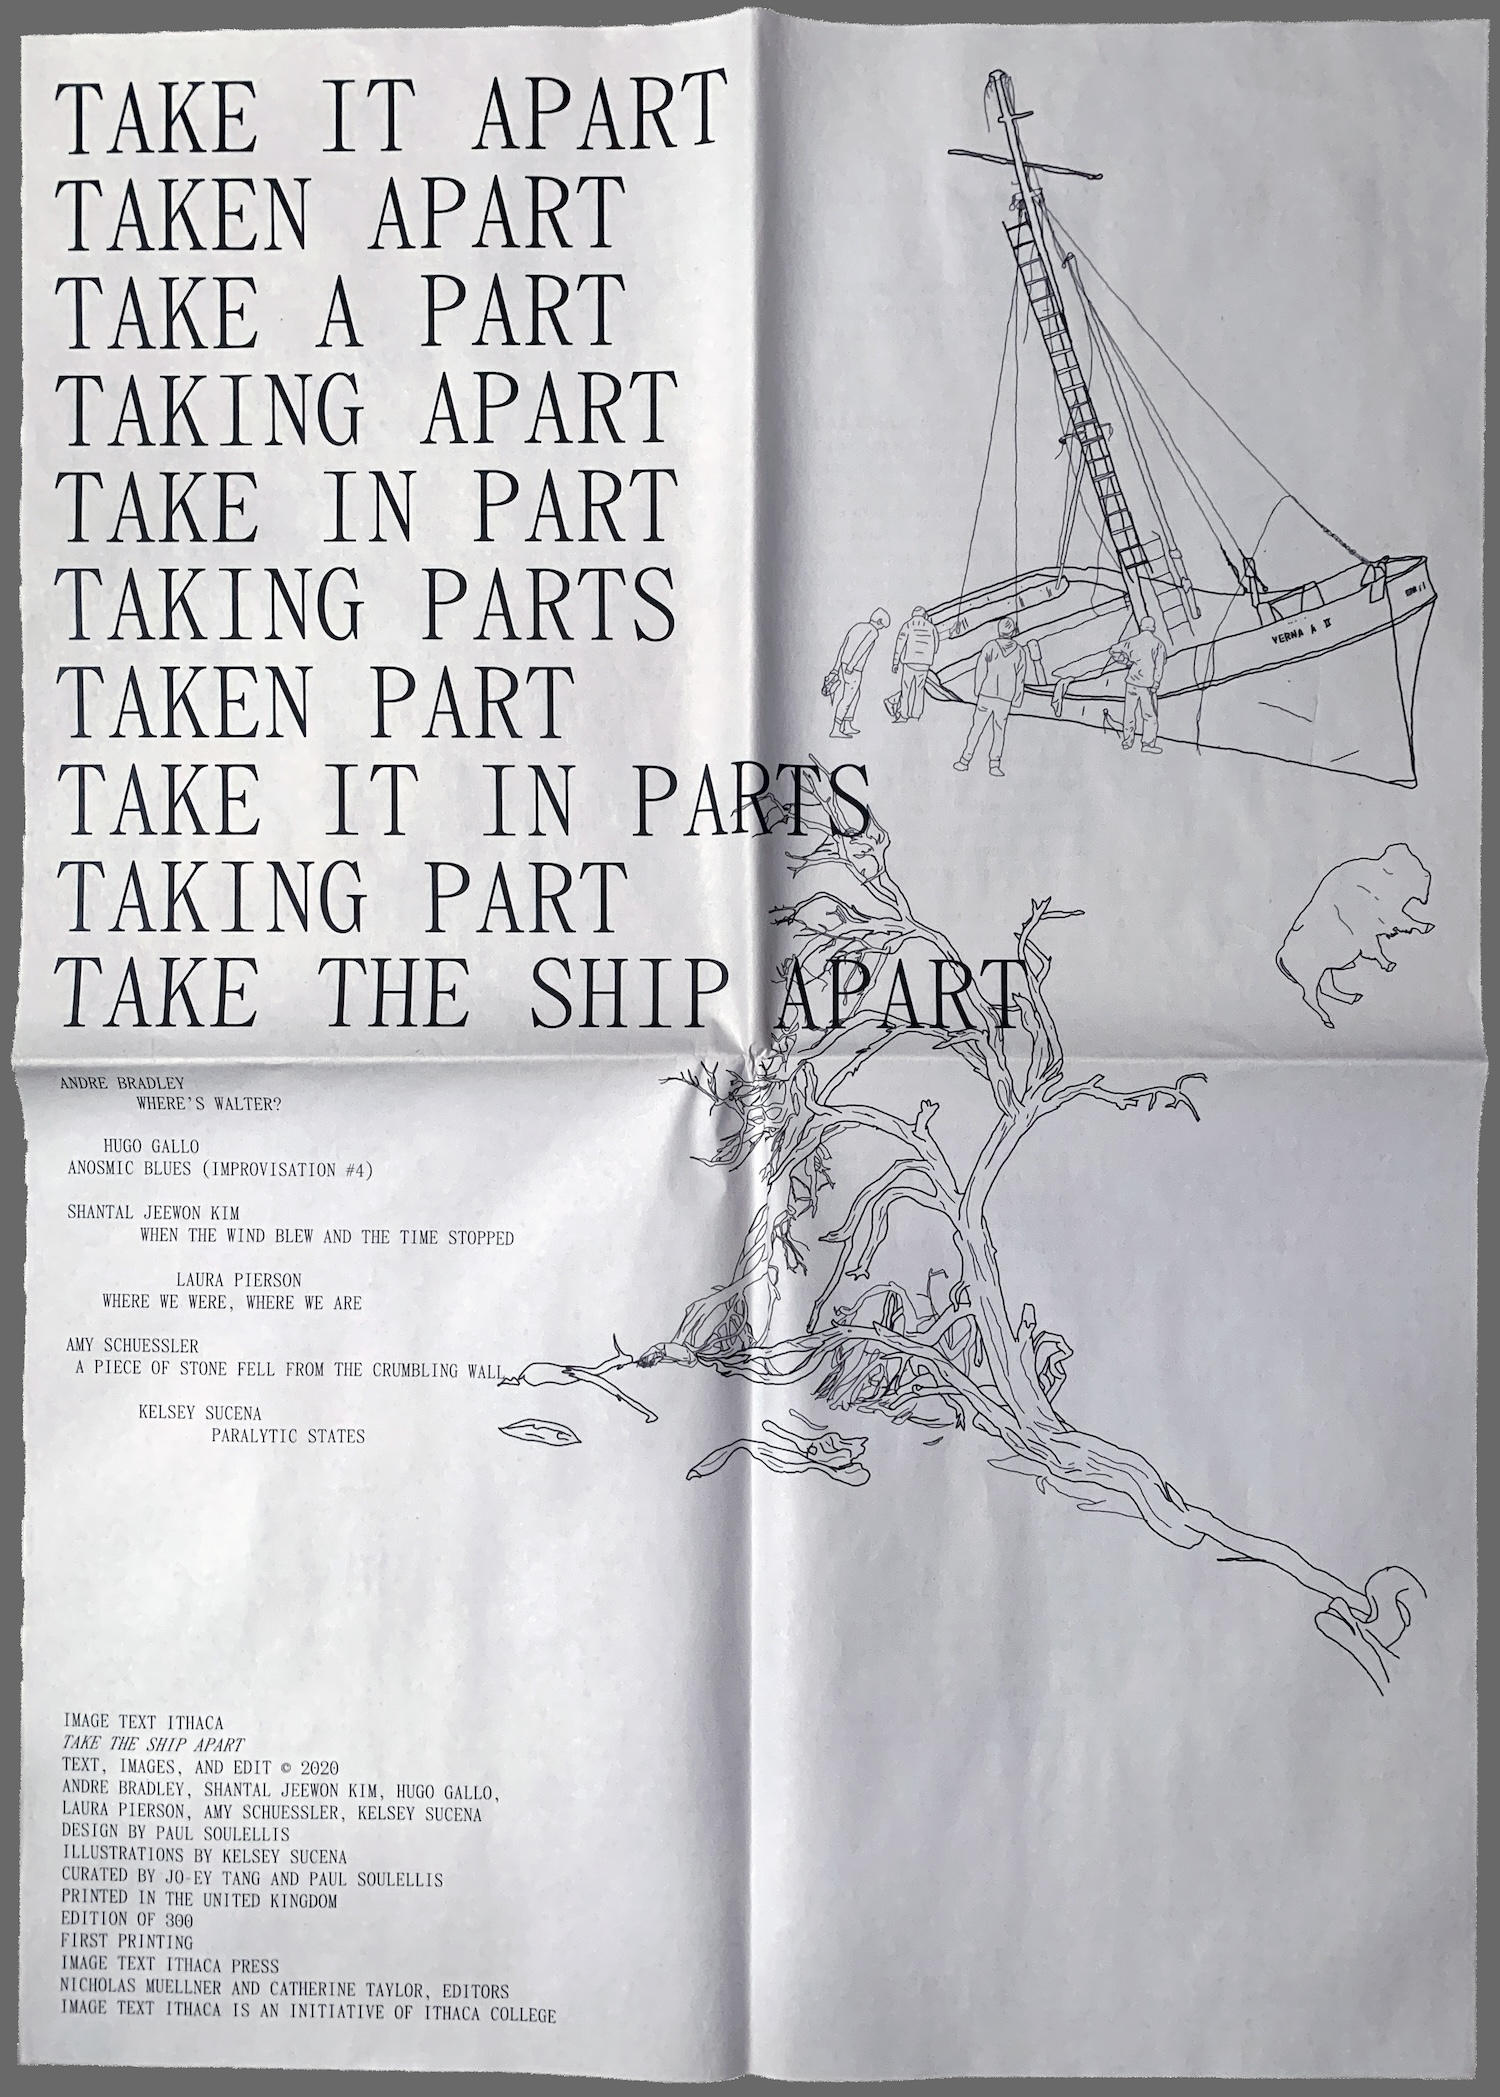 TAKE IT APART
TAKEN APART
TAKE A PART
TAKING APART
TAKE IN PART
TAKING PARTS
TAKEN PART
TAKE IT IN PARTS
TAKING PART
TAKE THE SHIP APART
VERNA A II
ANDRE BRADLEY
WHERE'S WALTER?
HUGO GALLO
ANOSMIC BLUES (IMPROVISATION #4)
SHANTAL JEEWON KIM
WHEN THE WIND BLEW AND THE TIME STOPPED
LAURA PIERSON
WHERE WE WERE, WHERE WE ARE
AMY SCHUESSLER
A PIECE OF STONE FELL FROM THE CRUMBLING WALL
KELSEY SUCENA
PARALYTIC STATES
IMAGE TEXT ITHACA
TAKE THE SHIP APART
TEXT, IMAGES, AND EDIT © 2020
ANDRE BRADLEY, SHANTAL JEEWON KIM, HUGO GALLO,
LAURA PIERSON, AMY SCHUESSLER, KELSEY SUCENA
DESIGN BY PAUL SOULELLIS
ILLUSTRATIONS BY KELSEY SUCENA
CURATED BY JO-EY TANG AND PAUL SOULELLIS
PRINTED IN THE UNITED KINGDOM
EDITION OF 300
FIRST PRINTING
IMAGE TEXT ITHACA PRESS
NICHOLAS MUELLNER AND CATHERINE TAYLOR, EDITORS
IMAGE TEXT ITHACA IS AN INITIATIVE OF ITHACA COLLEGE